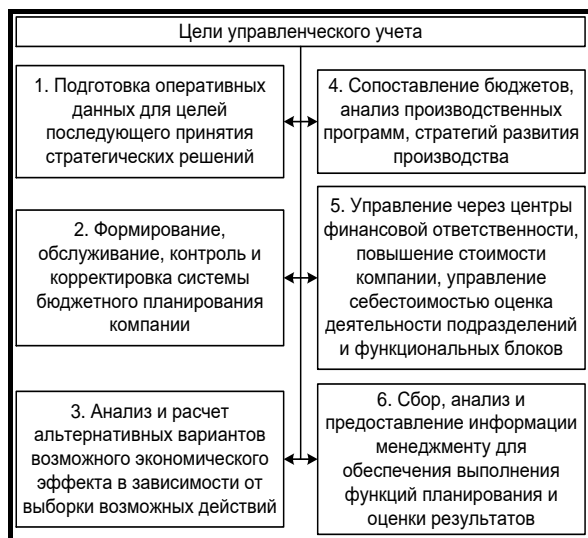 Цели управленческого учета
1. Подготовка оперативных
данных для целей
последующего принятия
стратегических решений
2. Формирование,
обслуживание, контроль и
корректировка системы
бюджетного планирования
компании
3. Анализ и расчет
альтернативных вариантов
возможного экономического
эффекта в зависимости от
выборки возможных действий
4. Сопоставление бюджетов,
анализ производственных
программ, стратегий развития
производства
5. Управление через центры
финансовой ответственности,
повышение стоимости
компании, управление
себестоимостью оценка
деятельности подразделений
и функциональных блоков
6. Сбор, анализ и
предоставление информации
менеджменту для
обеспечения выполнения
функций планирования и
оценки результатов